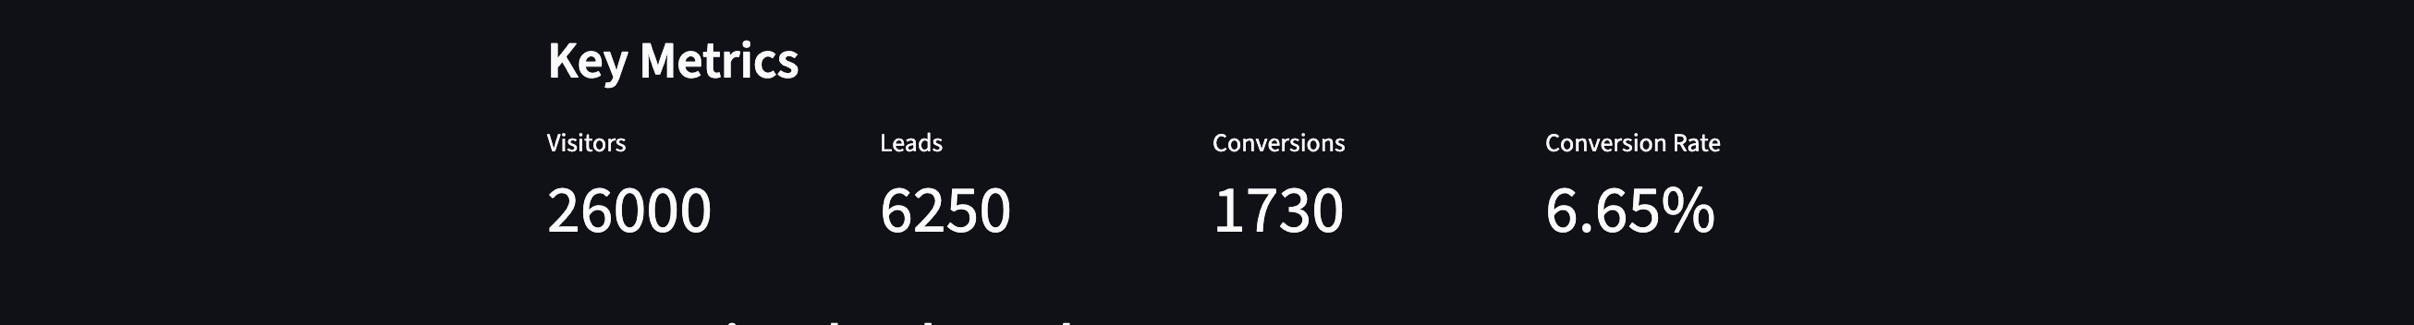 Key Metrics
Visitors Leads Conversions Conversion Rate
26000 6250 1730 6.65%